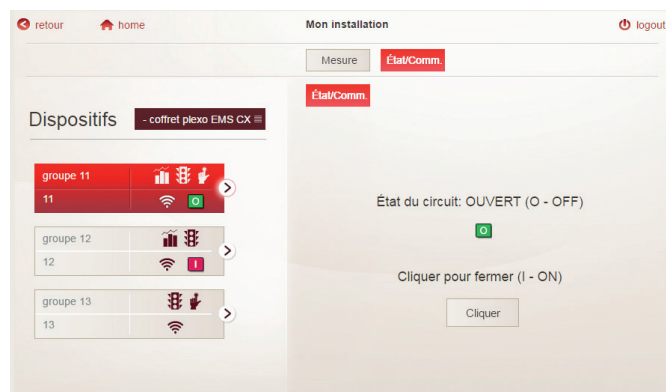 retour
home
Mon installation
logout
Mesure
État/Comm.
État/Comm.
Dispositifs
- coffret plexo EMS CX
groupe 11
11
O
groupe 12
12
I
groupe 13
13
État du circuit: OUVERT (O - OFF)
O
Cliquer pour fermer (I - ON)
Cliquer